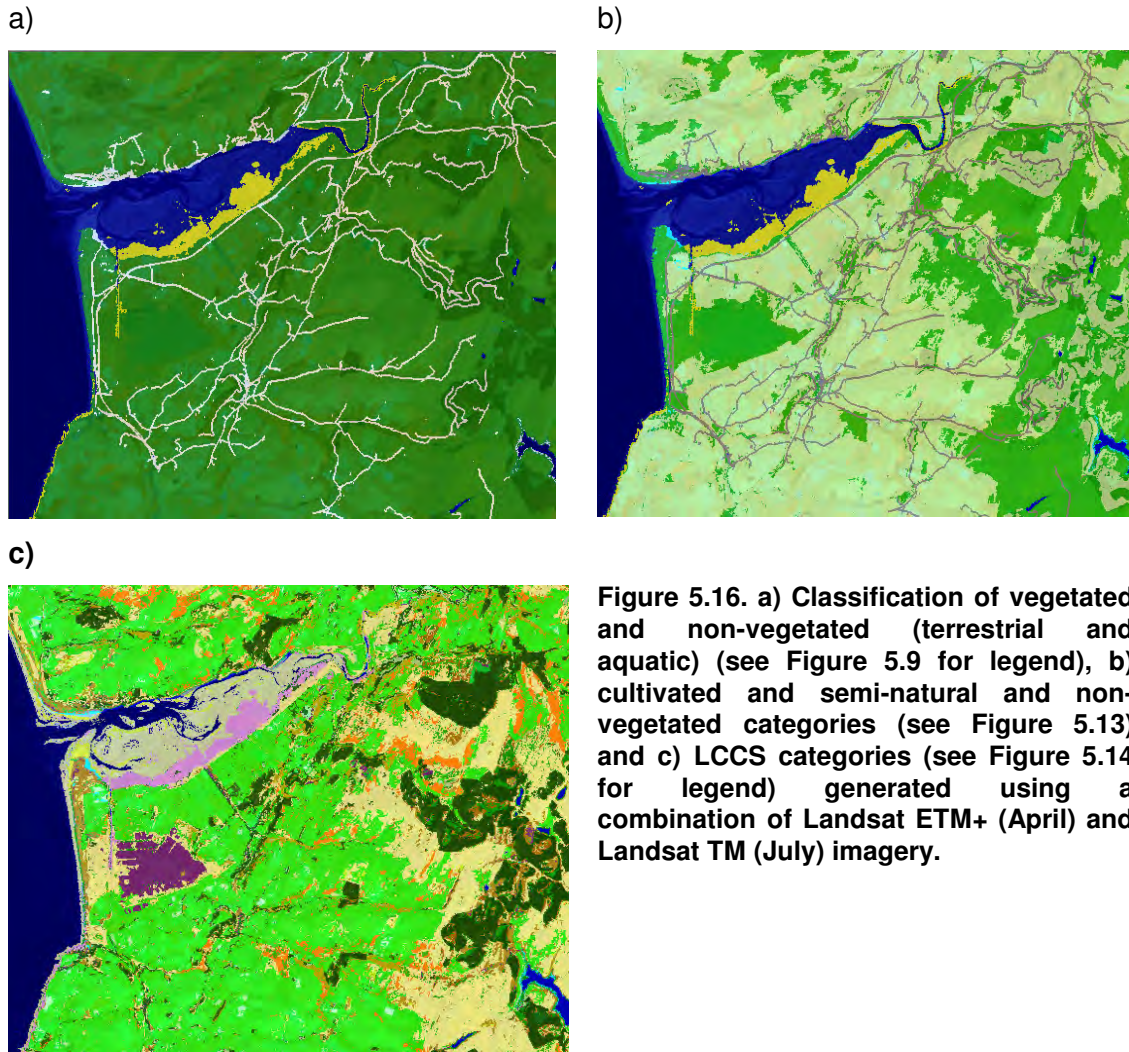 a)
b)
c)
Figure 5.16. a) Classification of vegetated
and non-vegetated (terrestrial and
aquatic) (see Figure 5.9 for legend), b)
cultivated and semi-natural and non-
vegetated categories (see Figure 5.13)
and c) LCCS categories (see Figure 5.14
for legend) generated using a
combination of Landsat ETM+ (April) and
Landsat TM (July) imagery.